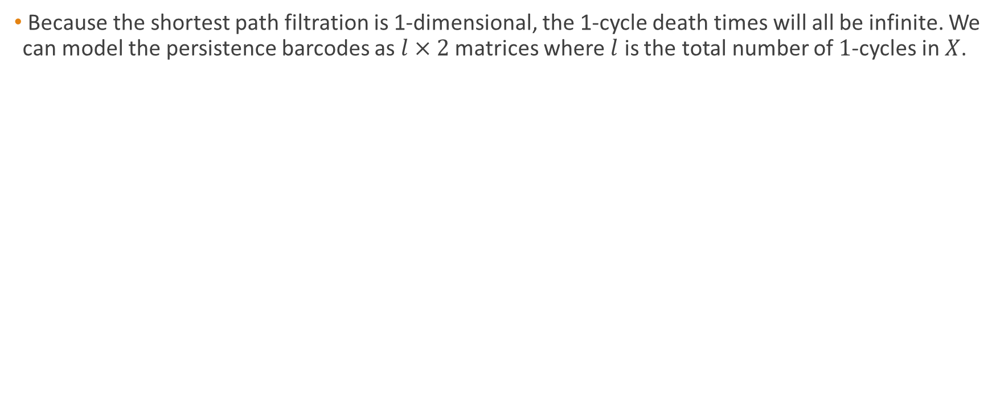 • Because the shortest path filtration is 1-dimensional, the 1-cycle death times will all be infinite. We
can model the persistence barcodes as 𝑙 × 2 matrices where 𝑙 is the total number of 1-cycles in 𝑋.